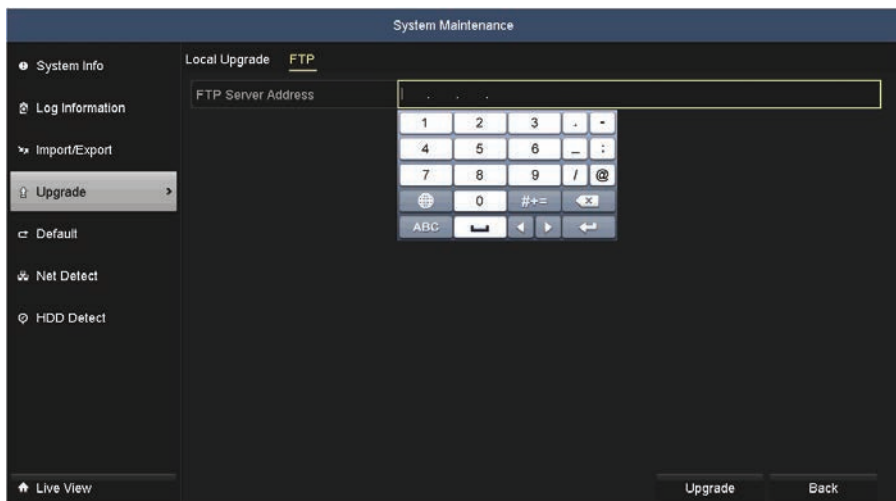 System Maintenance
System Info
Log Information
Import/Export
Upgrade
Default
Net Detect
HDD Detect
Live View
Local Upgrade FTP
FTP Server Address . . .
1 2 3 . -
4 5 6 _ :
7 8 9 / @
0 #+=
ABC
Upgrade Back